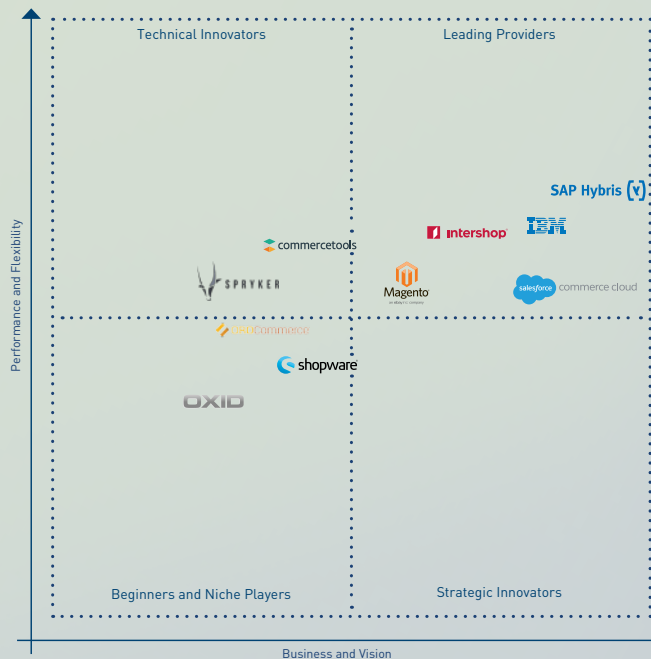 Technical Innovators
Leading Providers
SAP Hybris (Y)
IBM
Intershop
commercetools
SPRYKER
Magento
salesforce commerce cloud
Commerce
shopware
OXID
Beginners and Niche Players
Strategic Innovators
Performance and Flexibility
Business and Vision